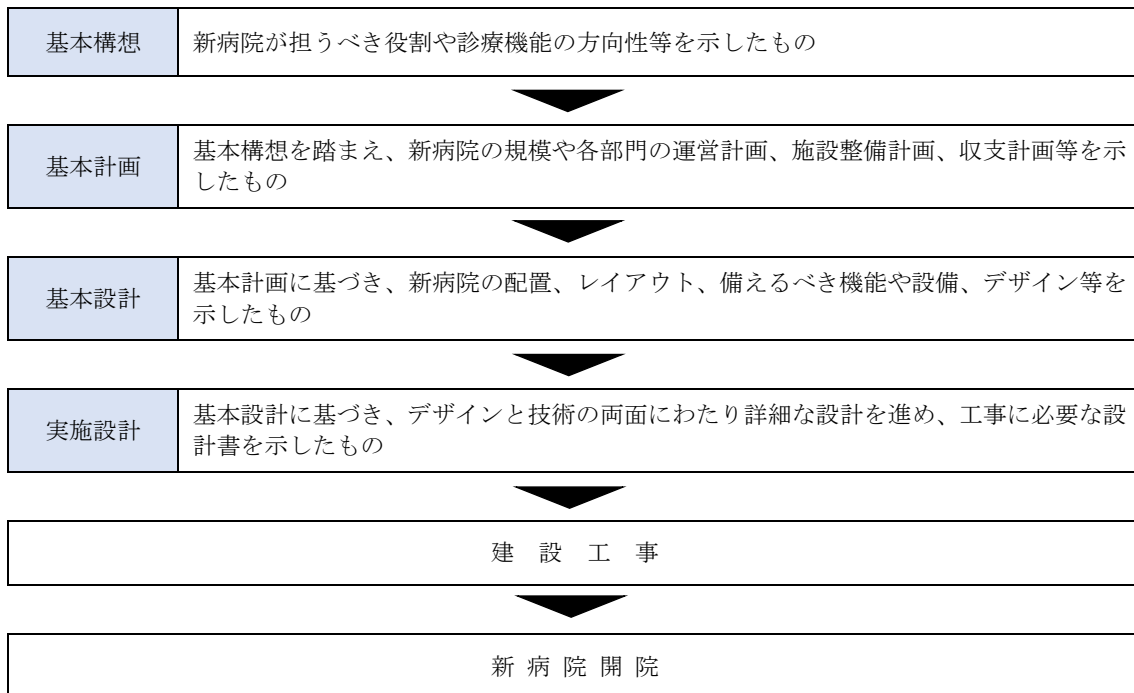 基本構想
新病院が担うべき役割や診療機能の方向性等を示したもの
基本計画
基本構想を踏まえ、新病院の規模や各部門の運営計画、施設整備計画、収支計画等を示
したもの
基本設計
基本計画に基づき、新病院の配置、レイアウト、備えるべき機能や設備、デザイン等を
示したもの
実施設計
基本設計に基づき、デザインと技術の両面にわたり詳細な設計を進め、工事に必要な設
計書を示したもの
建 設 工 事
新 病 院 開 院